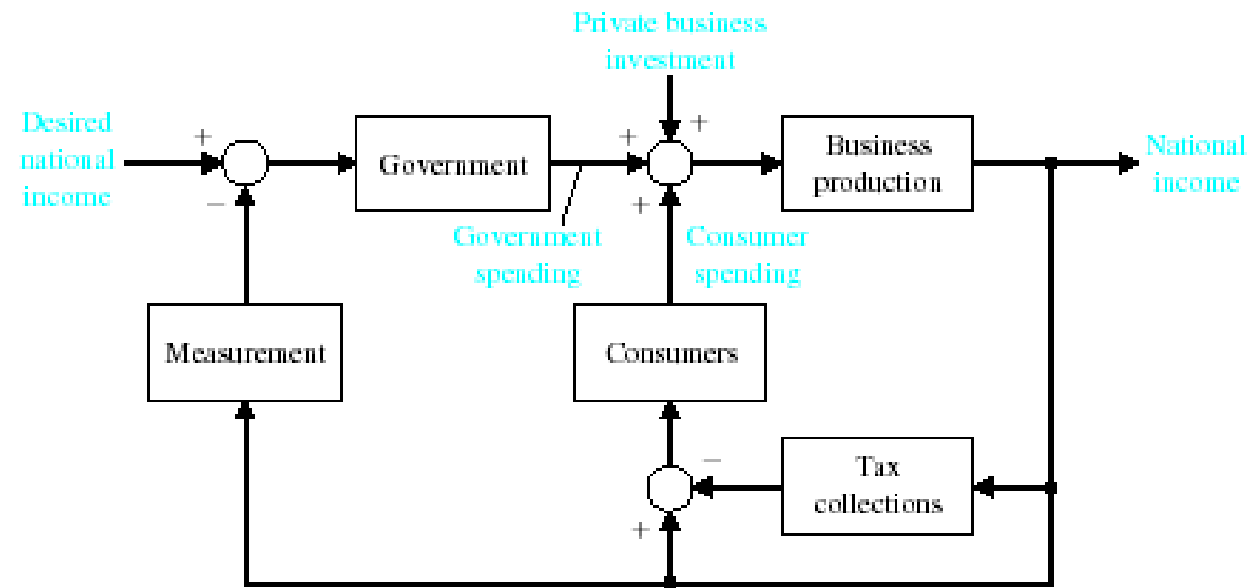 Private business
investment
Desired
national
income
+
−
Government
+
+
+
Business
production
National
income
Government
spending
Consumer
spending
Measurement
Consumers
−
+
Tax
collections